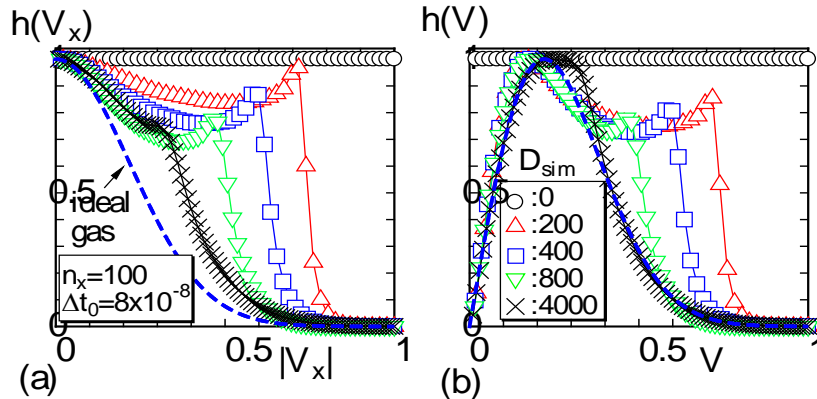 h(V_x)
0.5
0
ideal
gas
n_x=100
Δt_0=8x10^-8
0
0.5
1
|V_x|
(a)
h(V)
0.5
0
D_sim
○:0
△:200
□:400
▽:800
×:4000
0
0.5
V
1
(b)